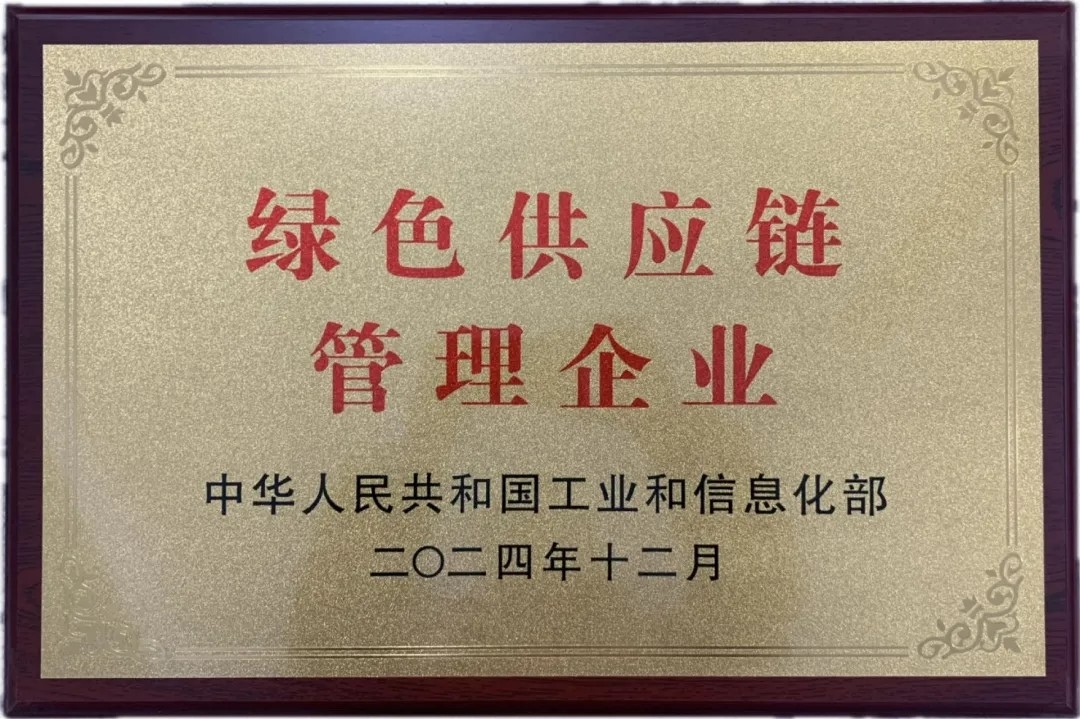 绿色供应链
管理企业
中华人民共和国工业和信息化部
二〇二四年十二月